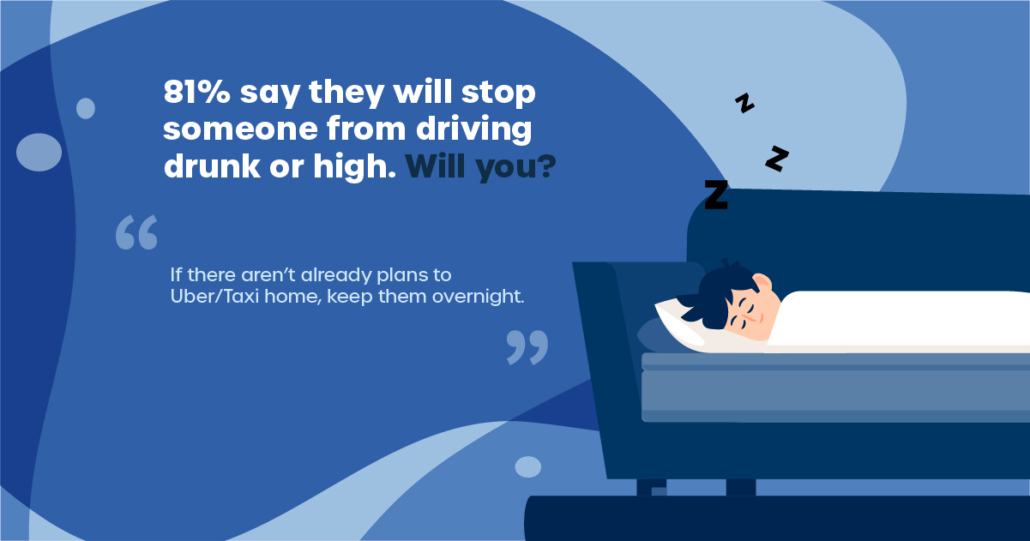 81% say they will stop
someone from driving
drunk or high. Will you?
“
If there aren’t already plans to
Uber/Taxi home, keep them overnight.
”
z
z
z